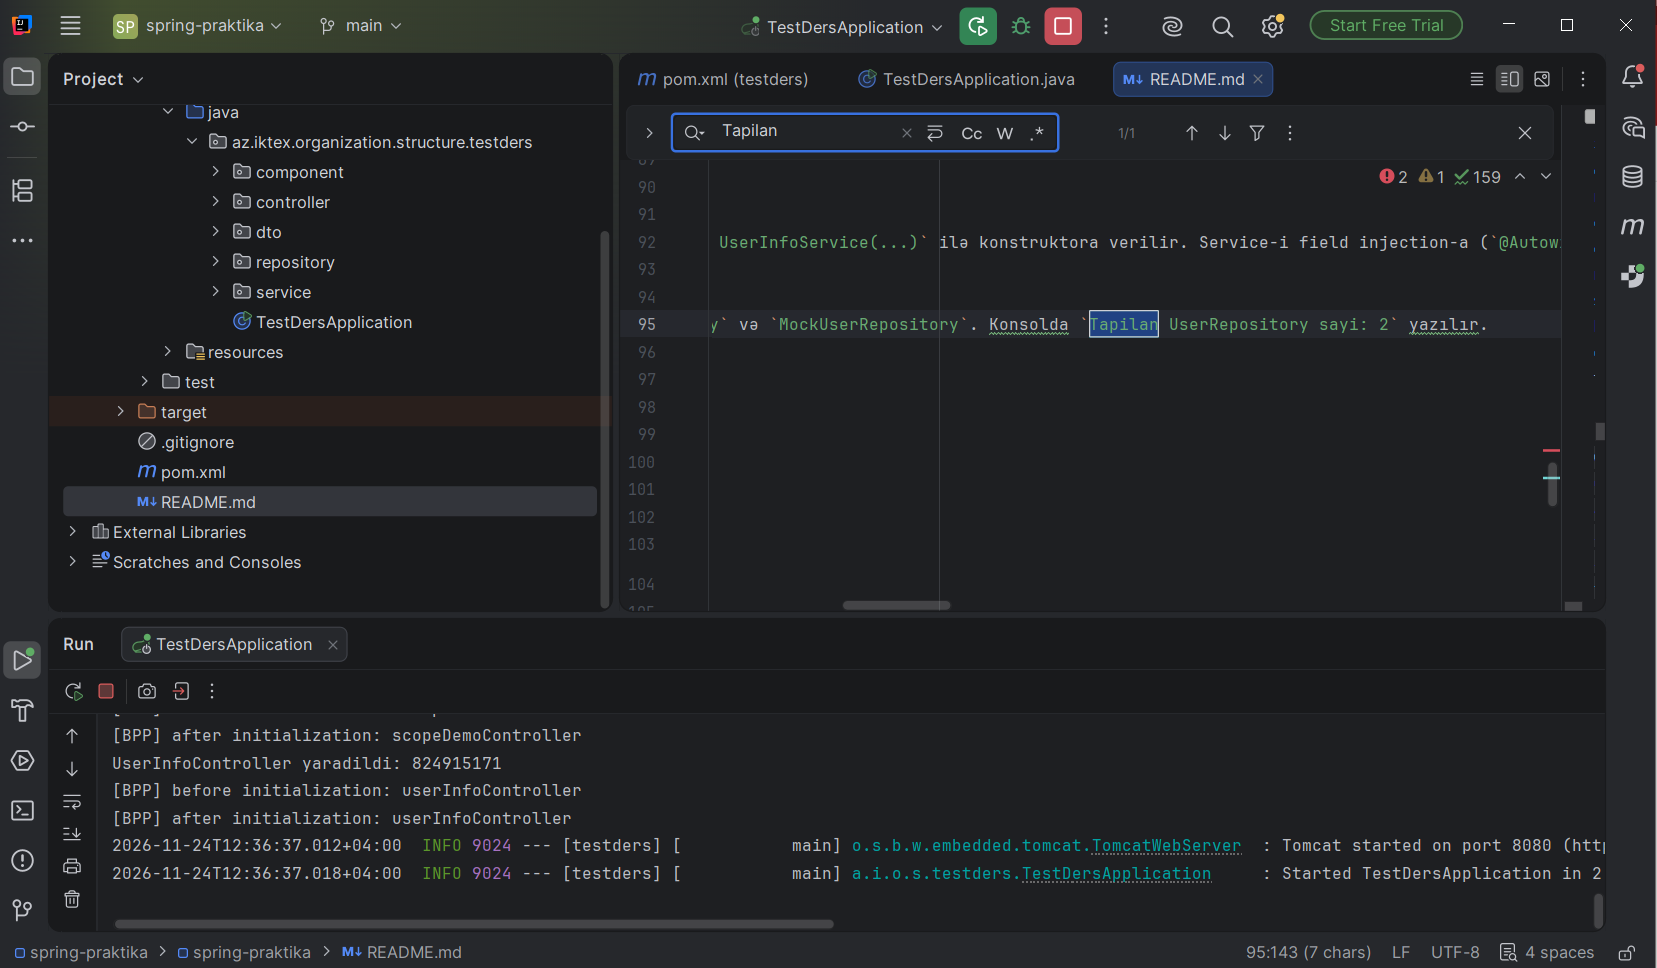 SP spring-praktika main TestDersApplication Start Free Trial
Project
java
az.iktex.organization.structure.testders
component
controller
dto
repository
service
TestDersApplication
resources
test
target
.gitignore
pom.xml
README.md
External Libraries
Scratches and Consoles
pom.xml (testders) TestDersApplication.java README.md
Tapilan Cc W .* 1/1
2 1 159
90
91
92 UserInfoService(...)` ilə konstruktora verilir. Service-i field injection-a (`@Autow
93
94
95 y` və `MockUserRepository`. Konsolda `Tapilan UserRepository sayi: 2` yazılır.
96
97
98
99
100
101
102
103
104
Run TestDersApplication
[BPP] after initialization: scopeDemoController
UserInfoController yaradildi: 824915171
[BPP] before initialization: userInfoController
[BPP] after initialization: userInfoController
2026-11-24T12:36:37.012+04:00 INFO 9024 --- [testders] [ main] o.s.b.w.embedded.tomcat.TomcatWebServer : Tomcat started on port 8080 (http
2026-11-24T12:36:37.018+04:00 INFO 9024 --- [testders] [ main] a.i.o.s.testders.TestDersApplication : Started TestDersApplication in 2
spring-praktika > spring-praktika > README.md 95:143 (7 chars) LF UTF-8 4 spaces